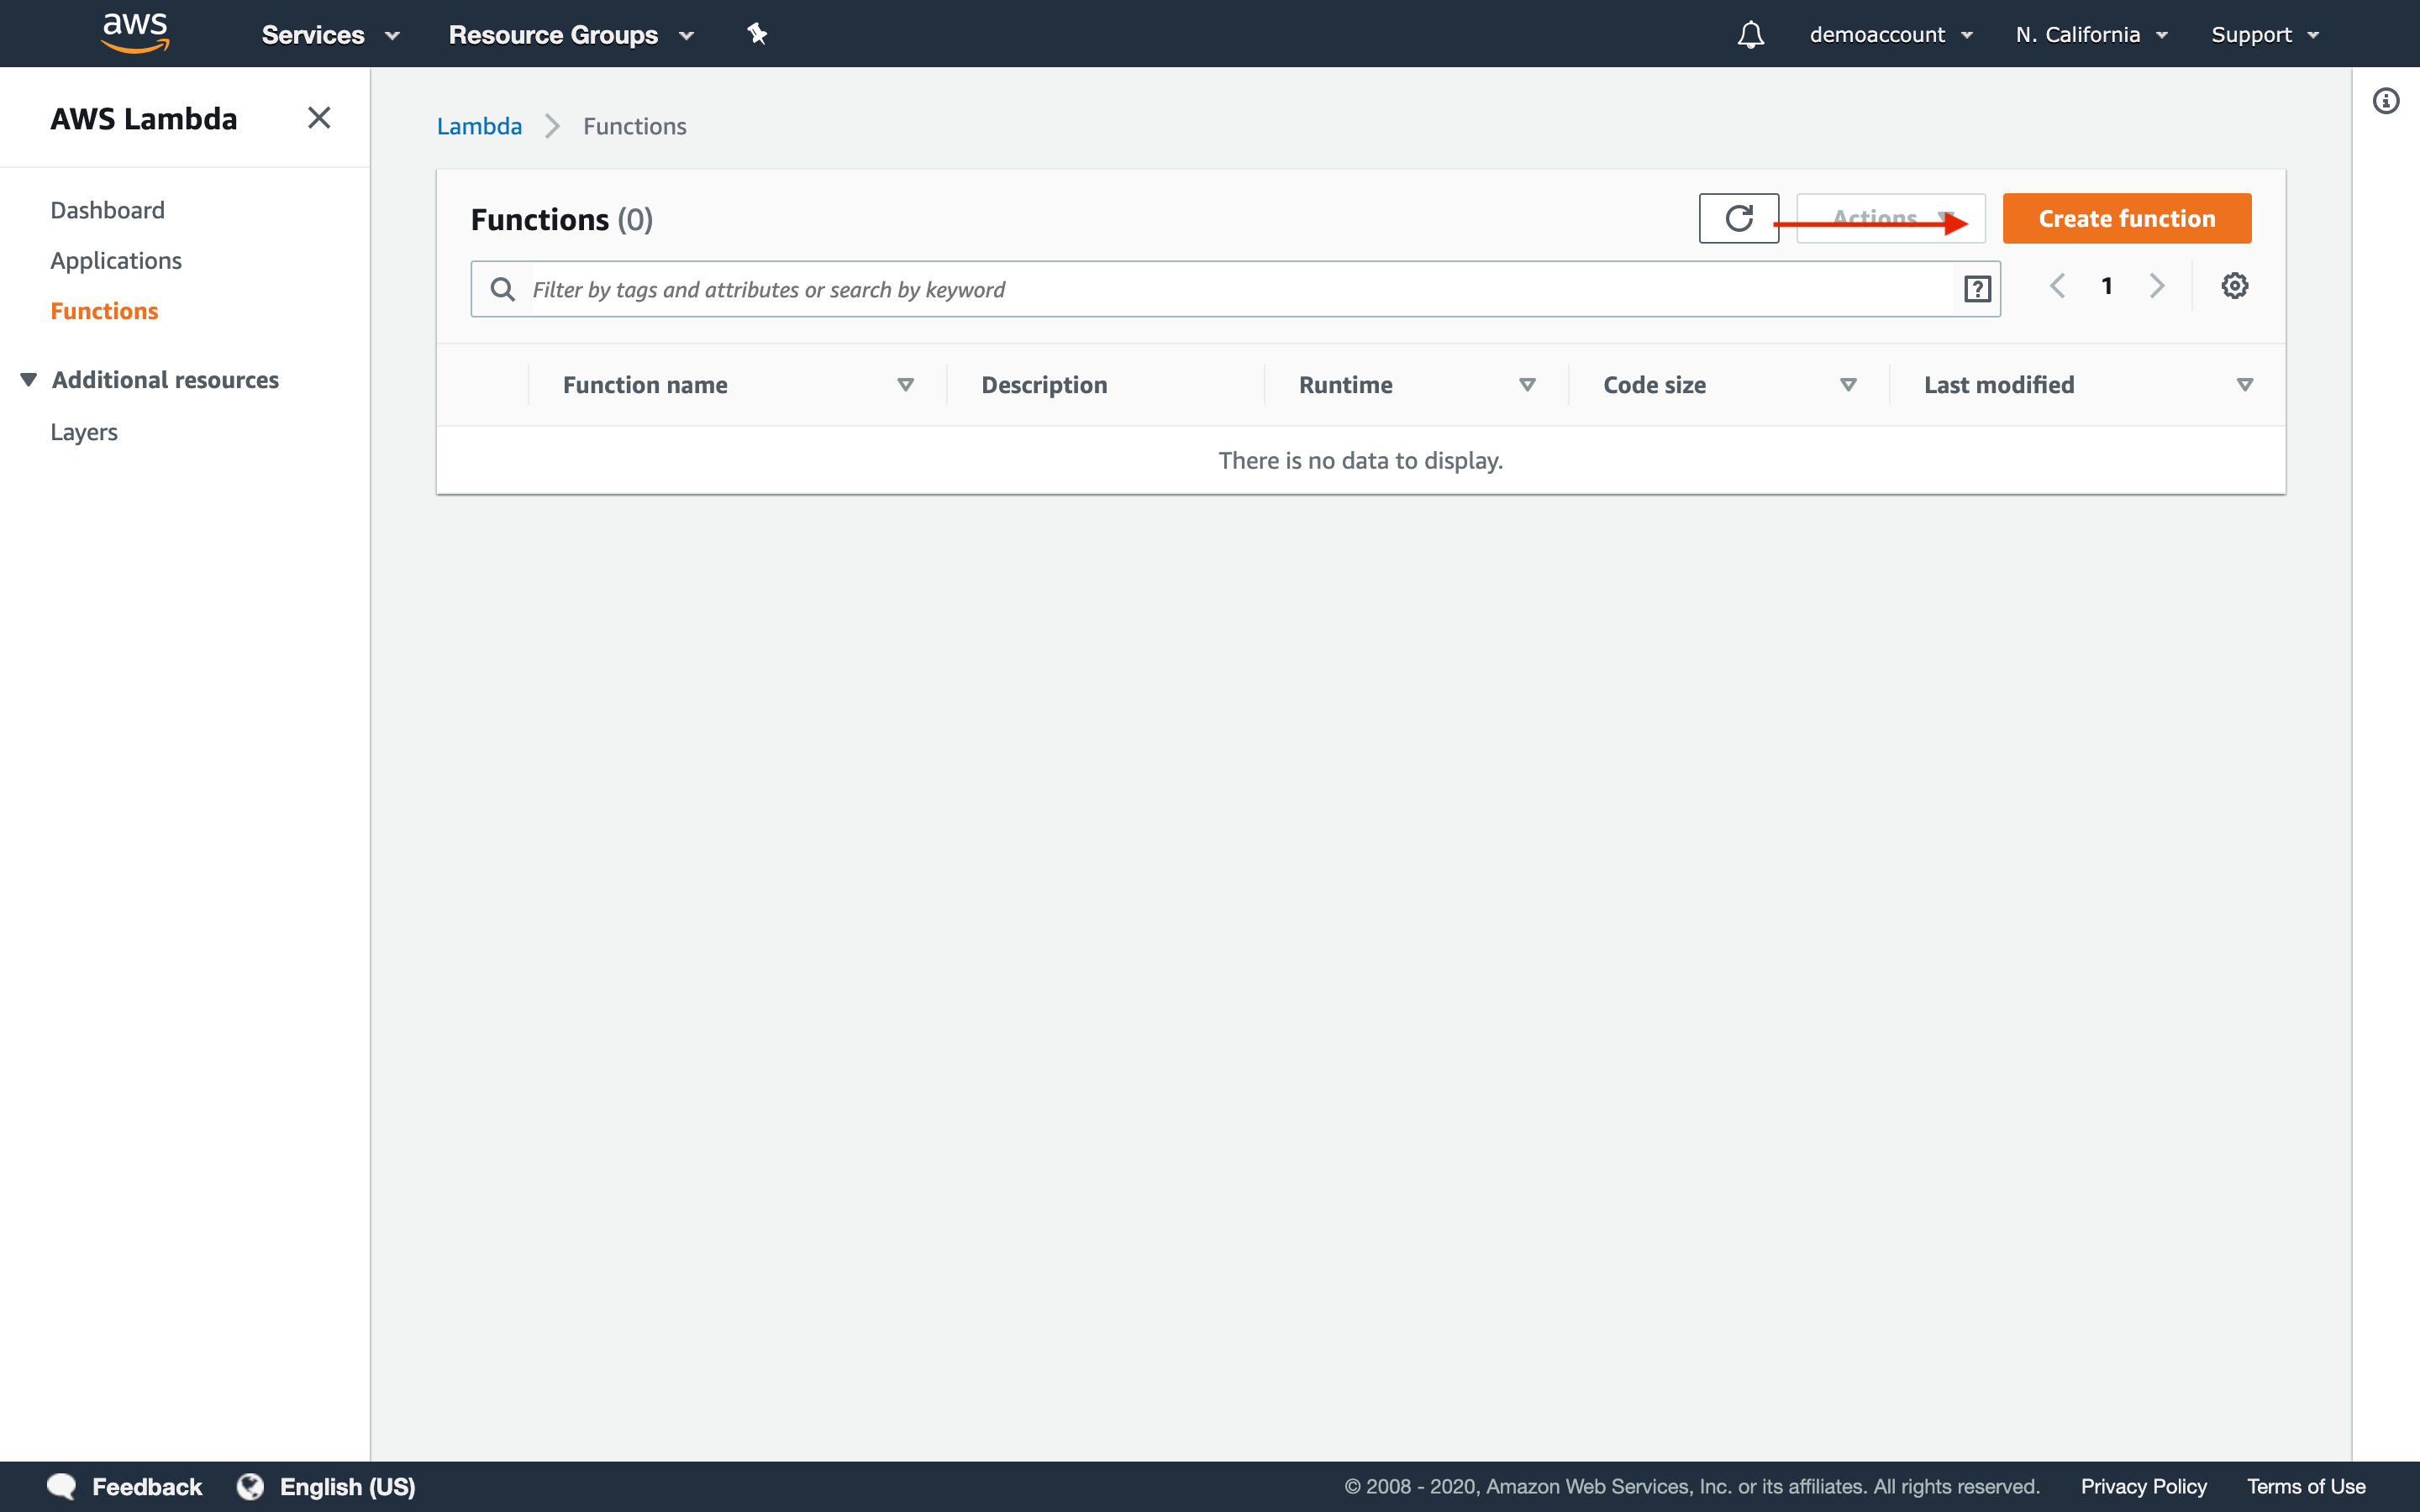 aws Services Resource Groups demoaccount N. California Support
AWS Lambda
Dashboard
Applications
Functions
Additional resources
Layers
Lambda > Functions
Functions (0)
Actions
Create function
Filter by tags and attributes or search by keyword
?
1
Function name Description Runtime Code size Last modified
There is no data to display.
Feedback English (US) © 2008 - 2020, Amazon Web Services, Inc. or its affiliates. All rights reserved. Privacy Policy Terms of Use